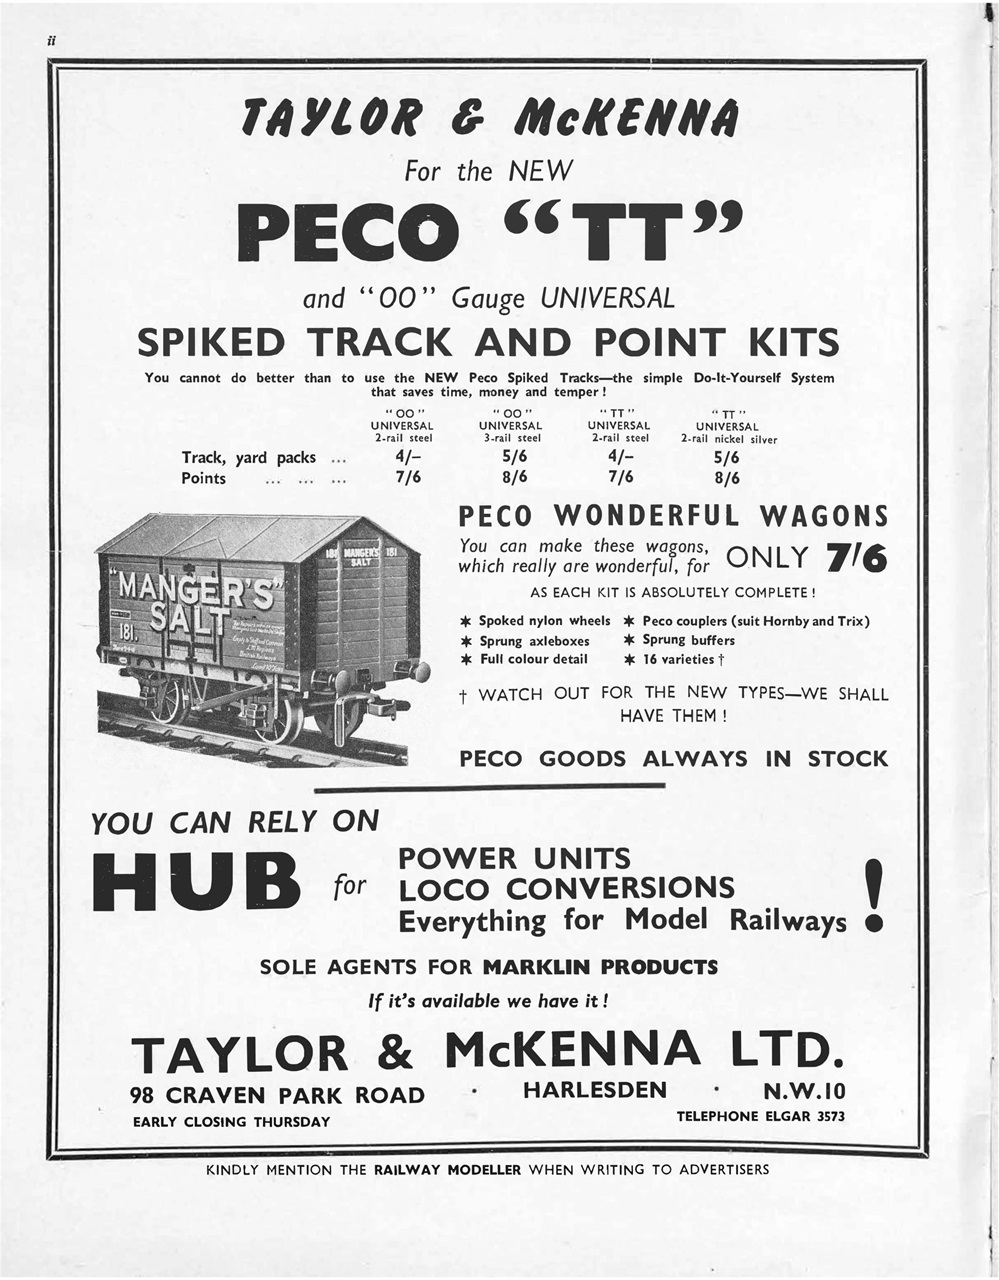 ii
TAYLOR & McKENNA
For the NEW
PECO “TT”
and “OO” Gauge UNIVERSAL
SPIKED TRACK AND POINT KITS
You cannot do better than to use the NEW Peco Spiked Tracks—the simple Do-It-Yourself System
that saves time, money and temper !
“ OO ” “ OO ” “ TT ” “ TT ”
UNIVERSAL UNIVERSAL UNIVERSAL UNIVERSAL
2-rail steel 3-rail steel 2-rail steel 2-rail nickel silver
Track, yard packs ... 4/– 5/6 4/– 5/6
Points ... ... ... 7/6 8/6 7/6 8/6
PECO WONDERFUL WAGONS
You can make these wagons,
which really are wonderful, for ONLY 7/6
AS EACH KIT IS ABSOLUTELY COMPLETE !
* Spoked nylon wheels * Peco couplers (suit Hornby and Trix)
* Sprung axleboxes * Sprung buffers
* Full colour detail * 16 varieties †
† WATCH OUT FOR THE NEW TYPES—WE SHALL
HAVE THEM !
PECO GOODS ALWAYS IN STOCK
181 MANGER'S 181
SALT
"MANGER'S"
SALT
181
YOU CAN RELY ON
HUB for POWER UNITS
LOCO CONVERSIONS
Everything for Model Railways !
SOLE AGENTS FOR MARKLIN PRODUCTS
If it's available we have it !
TAYLOR & McKENNA LTD.
98 CRAVEN PARK ROAD · HARLESDEN · N.W.10
EARLY CLOSING THURSDAY TELEPHONE ELGAR 3573
KINDLY MENTION THE RAILWAY MODELLER WHEN WRITING TO ADVERTISERS